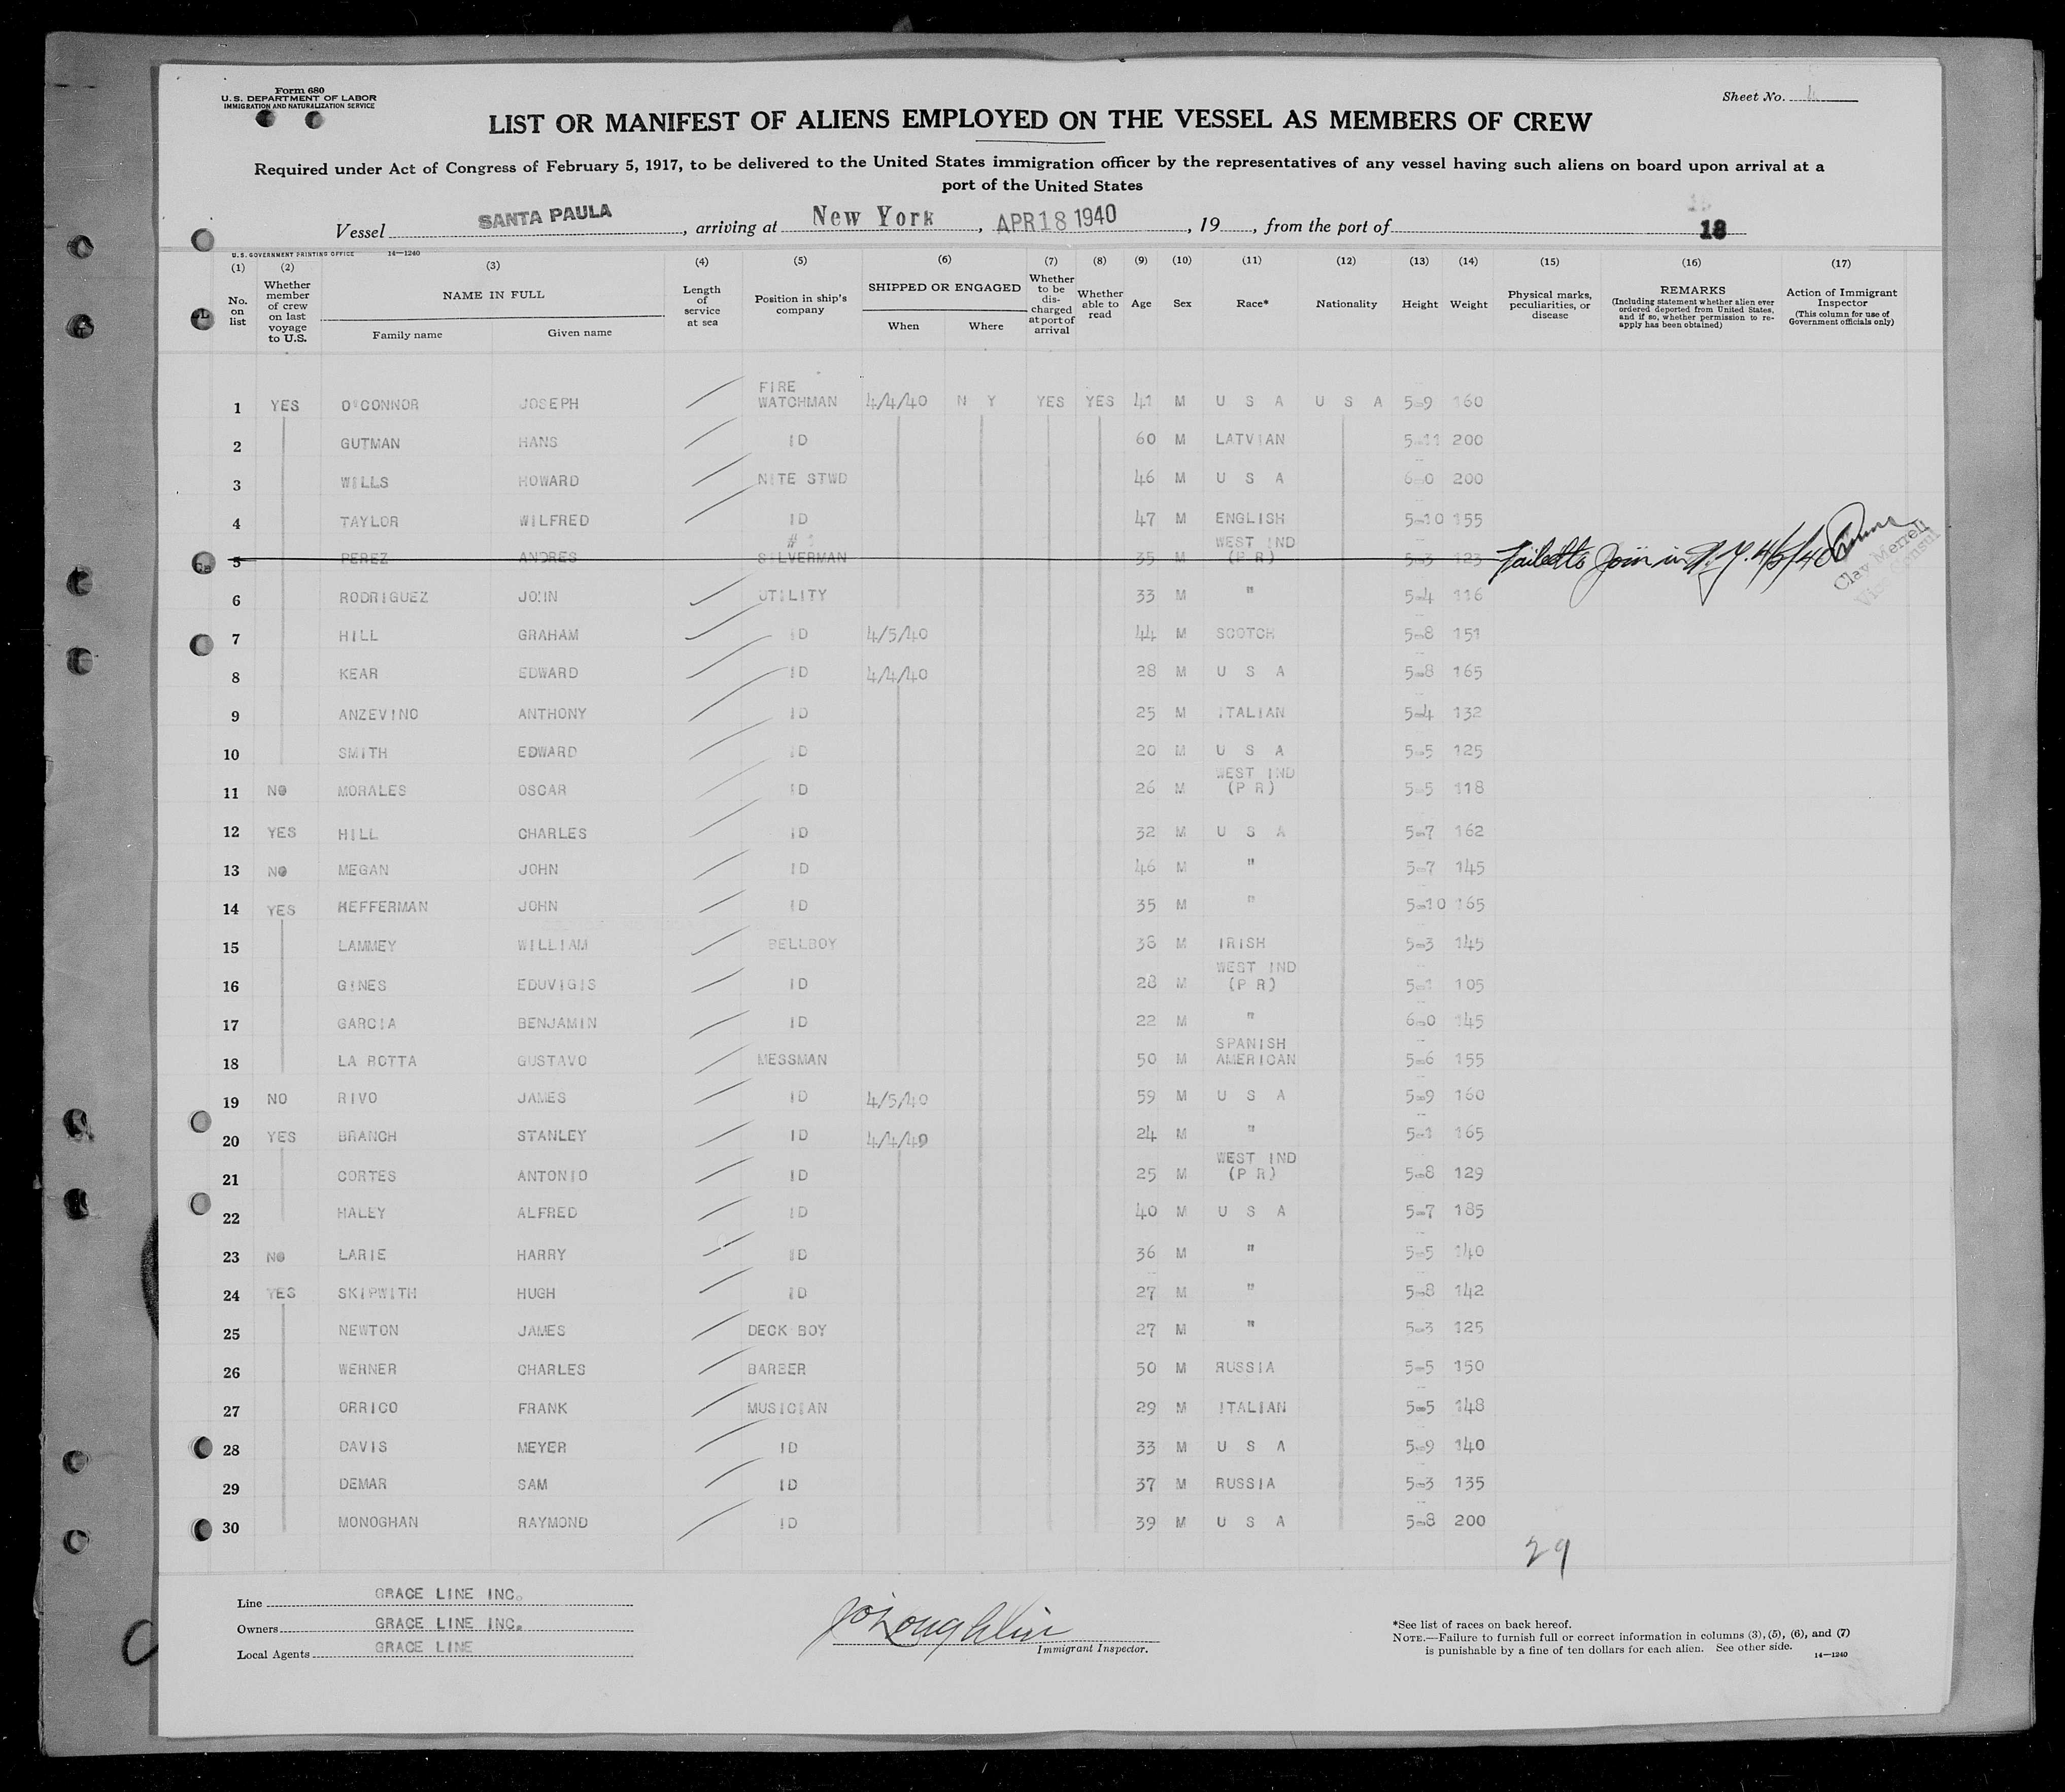 Form 680
U.S. DEPARTMENT OF LABOR
IMMIGRATION AND NATURALIZATION SERVICE
Sheet No.
LIST OR MANIFEST OF ALIENS EMPLOYED ON THE VESSEL AS MEMBERS OF CREW
Required under Act of Congress of February 5, 1917, to be delivered to the United States immigration officer by the representatives of any vessel having such aliens on board upon arrival at a
port of the United States
Vessel SANTA PAULA, arriving at New York, APR 18 1940, 19, from the port of 18
U.S. GOVERNMENT PRINTING OFFICE 14—1240
(1) (2) (3) (4) (5) (6) (7) (8) (9) (10) (11) (12) (13) (14) (15) (16) (17)
No. on list
Whether member of crew on last voyage to U.S.
NAME IN FULL
Family name Given name
Length of service at sea
Position in ship's company
SHIPPED OR ENGAGED
When Where
Whether to be discharged at port of arrival
Whether able to read
Age Sex Race* Nationality Height Weight
Physical marks, peculiarities, or disease
REMARKS
(Including statement whether alien ever ordered deported from United States, and if so, whether permission to reapply has been obtained)
Action of Immigrant Inspector
(This column for use of Government officials only)
1 YES O'CONNOR JOSEPH FIRE WATCHMAN 4/4/40 N Y YES YES 41 M U S A U S A 5-9 160
2 GUTMAN HANS ID 60 M LATVIAN 5-11 200
3 WILLS HOWARD NITE STWD 46 M U S A 6-0 200
4 TAYLOR WILFRED ID 47 M ENGLISH 5-10 155
5 PEREZ ANDRES # 1 SILVERMAN 35 M WEST IND (P R) 5-3 123 Failed to Join in N.Y. 4/5/40
Clay Merrell
Vice Consul
6 RODRIGUEZ JOHN UTILITY 33 M " 5-4 116
7 HILL GRAHAM ID 4/5/40 44 M SCOTCH 5-8 151
8 KEAR EDWARD ID 4/4/40 28 M U S A 5-8 165
9 ANZEVINO ANTHONY ID 25 M ITALIAN 5-4 132
10 SMITH EDWARD ID 20 M U S A 5-5 125
11 NO MORALES OSCAR ID 26 M WEST IND (P R) 5-5 118
12 YES HILL CHARLES ID 32 M U S A 5-7 162
13 NO MEGAN JOHN ID 46 M " 5-7 145
14 YES HEFFERMAN JOHN ID 35 M " 5-10 165
15 LAMMEY WILLIAM BELLBOY 38 M IRISH 5-3 145
16 GINES EDUVIGIS ID 28 M WEST IND (P R) 5-1 105
17 GARCIA BENJAMIN ID 22 M " 6-0 145
18 LA ROTTA GUSTAVO MESSMAN 50 M SPANISH AMERICAN 5-6 155
19 NO RIVO JAMES ID 4/5/40 59 M U S A 5-9 160
20 YES BRANCH STANLEY ID 4/4/40 24 M " 5-1 165
21 CORTES ANTONIO ID 25 M WEST IND (P R) 5-8 129
22 HALEY ALFRED ID 40 M U S A 5-7 185
23 NO LARIE HARRY ID 36 M " 5-5 140
24 YES SKIPWITH HUGH ID 27 M " 5-8 142
25 NEWTON JAMES DECK BOY 27 M " 5-3 125
26 WERNER CHARLES BARBER 50 M RUSSIA 5-5 150
27 ORRICO FRANK MUSICIAN 29 M ITALIAN 5-5 148
28 DAVIS MEYER ID 33 M U S A 5-9 140
29 DEMAR SAM ID 37 M RUSSIA 5-3 135
30 MONOGHAN RAYMOND ID 39 M U S A 5-8 200
29
Line GRACE LINE INC.
Owners GRACE LINE INC.
Local Agents GRACE LINE
JO'Loughlin
Immigrant Inspector.
*See list of races on back hereof.
NOTE.—Failure to furnish full or correct information in columns (3), (5), (6), and (7)
is punishable by a fine of ten dollars for each alien. See other side. 14—1240